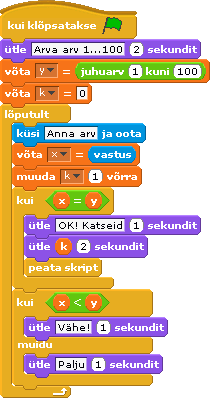 kui klõpsatakse
ütle Arva arv 1...100 2 sekundit
võta y = juhuarv 1 kuni 100
võta k = 0
lõputult
küsi Anna arv ja oota
võta x = vastus
muuda k 1 võrra
kui x = y
ütle OK! Katseid 1 sekundit
ütle k 2 sekundit
peata skript
kui x < y
ütle Vähe! 1 sekundit
muidu
ütle Palju 1 sekundit